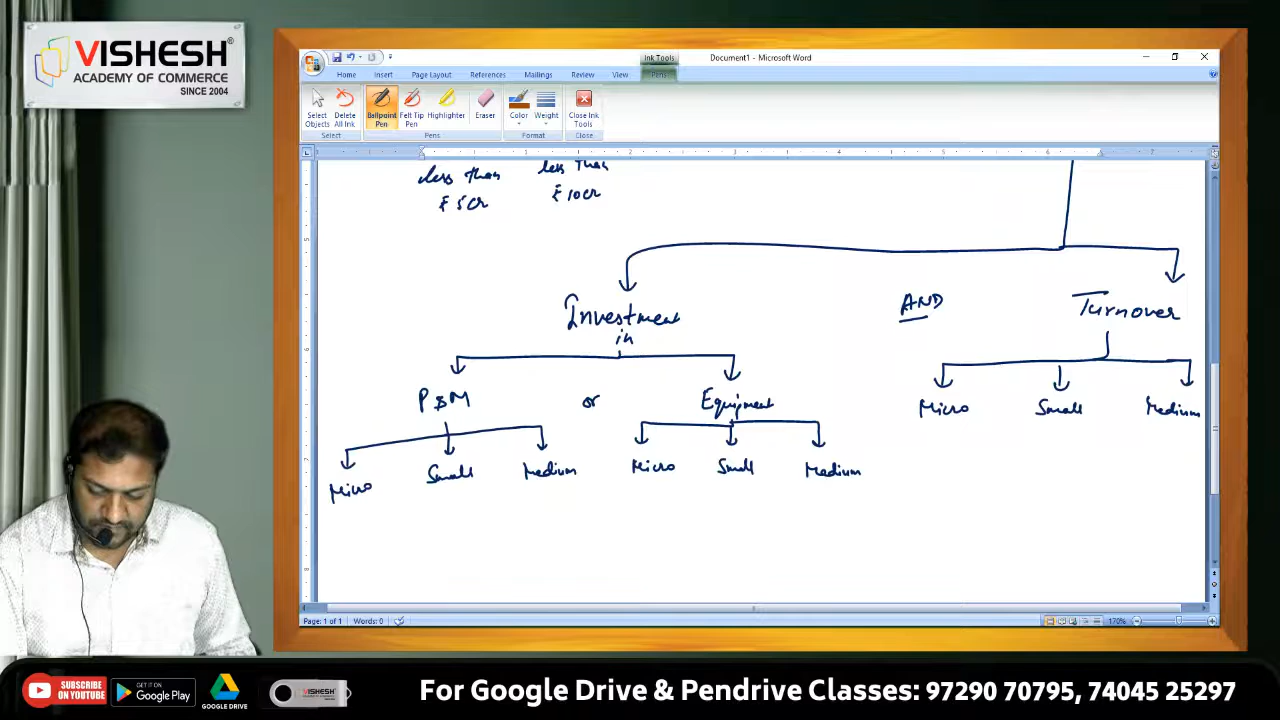 VISHESH®
ACADEMY OF COMMERCE
SINCE 2004
Ink Tools
Document1 - Microsoft Word
Home Insert Page Layout References Mailings Review View Pens
Select Objects
Delete All Ink
Ballpoint Pen
Felt Tip Pen
Highlighter
Eraser
Color
Weight
Close Ink Tools
Select Pens Format Close
less than less than
₹ 5cr ₹ 10cr
Investment AND Turnover
in
P & M or Equipment
Micro Small Medium
Micro Small Medium Micro Small Medium
Page: 1 of 1 Words: 0 170%
SUBSCRIBE ON YOUTUBE
GET IT ON Google Play
GOOGLE DRIVE
VISHESH
For Google Drive & Pendrive Classes: 97290 70795, 74045 25297